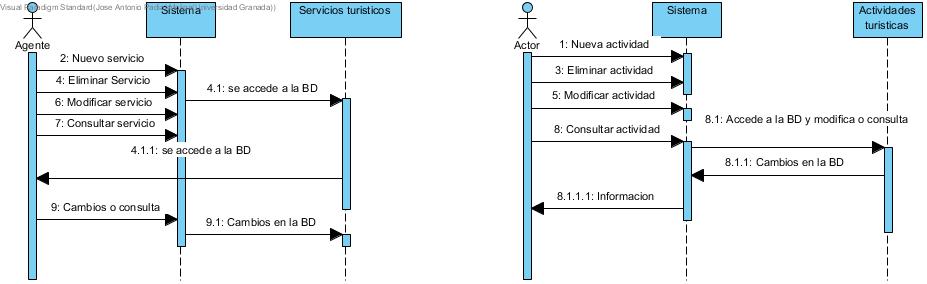 Visual Paradigm Standard(Jose Antonio Universidad Granada))
Sistema
Servicios turisticos
Agente
2: Nuevo servicio
4: Eliminar Servicio
4.1: se accede a la BD
6: Modificar servicio
7: Consultar servicio
4.1.1: se accede a la BD
9: Cambios o consulta
9.1: Cambios en la BD
Sistema
Actividades
turisticas
Actor
1: Nueva actividad
3: Eliminar actividad
5: Modificar actividad
8.1: Accede a la BD y modifica o consulta
8: Consultar actividad
8.1.1: Cambios en la BD
8.1.1.1: Informacion